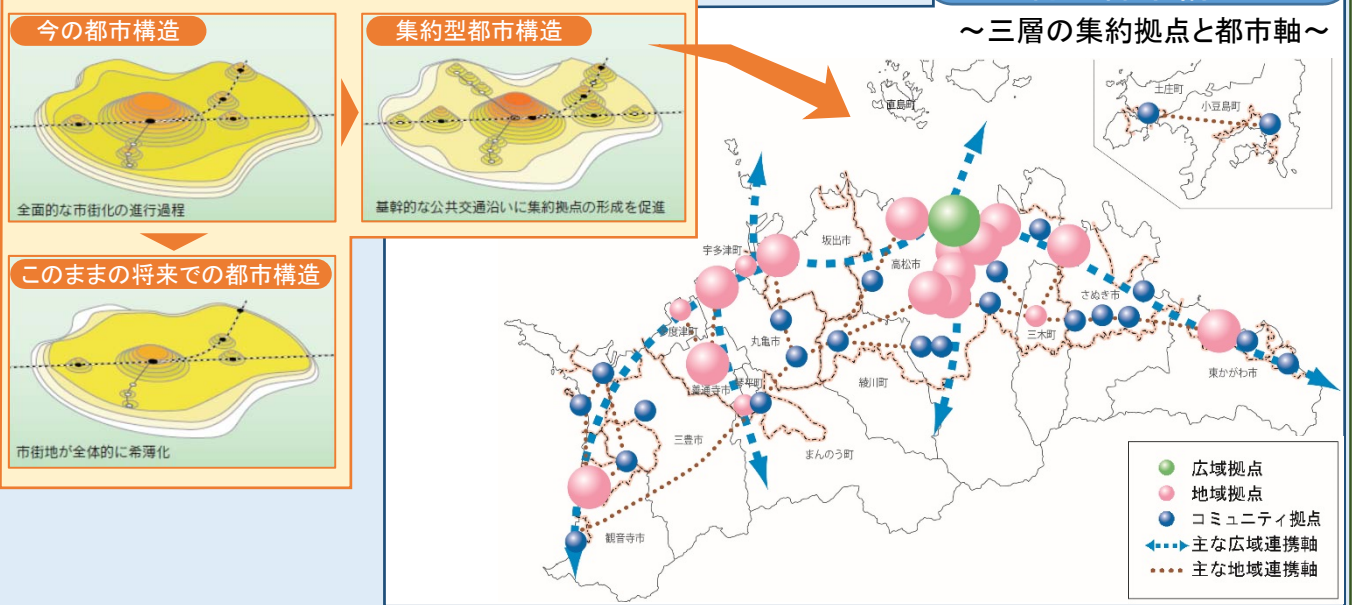 今の都市構造
全面的な市街化の進行過程
集約型都市構造
基幹的な公共交通沿いに集約拠点の形成を促進
このままの将来での都市構造
市街地が全体的に希薄化
～三層の集約拠点と都市軸～
直島町
土庄町
小豆島町
宇多津町
坂出市
高松市
さぬき市
多度津町
丸亀市
三木町
善通寺市
琴平町
綾川町
東かがわ市
三豊市
まんのう町
観音寺市
広域拠点
地域拠点
コミュニティ拠点
主な広域連携軸
主な地域連携軸